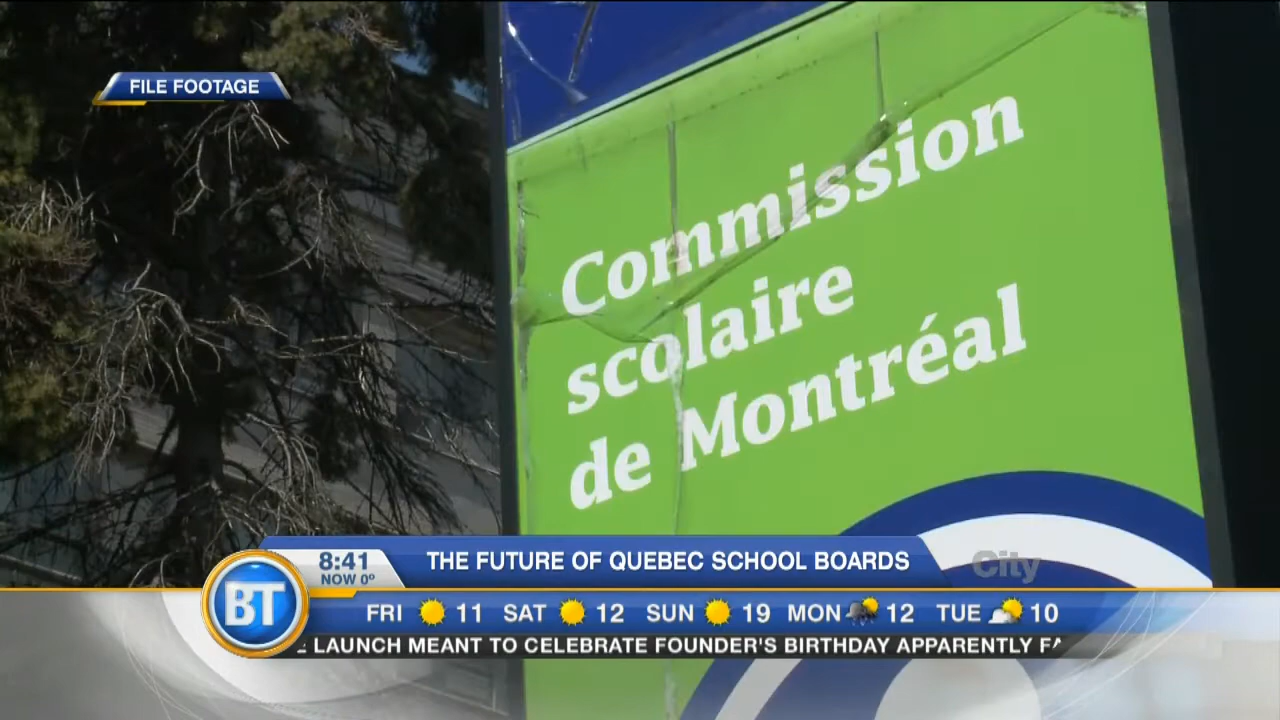 FILE FOOTAGE
Commission
scolaire
de Montréal
8:41
NOW 0°
THE FUTURE OF QUEBEC SCHOOL BOARDS
City
BT
FRI 11 SAT 12 SUN 19 MON 12 TUE 10
LAUNCH MEANT TO CELEBRATE FOUNDER'S BIRTHDAY APPARENTLY